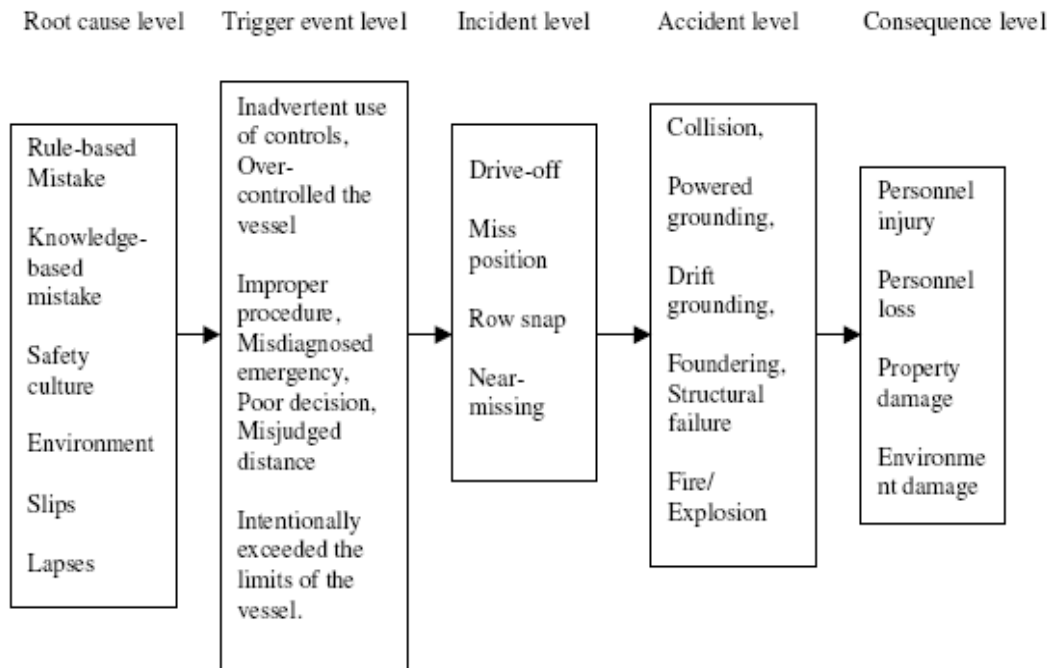 Root cause level
Trigger event level
Incident level
Accident level
Consequence level
Rule-based
Mistake
Knowledge-
based
mistake
Safety
culture
Environment
Slips
Lapses
Inadvertent use
of controls,
Over-
controlled the
vessel
Improper
procedure,
Misdiagnosed
emergency,
Poor decision,
Misjudged
distance
Intentionally
exceeded the
limits of the
vessel.
Drive-off
Miss
position
Row snap
Near-
missing
Collision,
Powered
grounding,
Drift
grounding,
Foundering,
Structural
failure
Fire/
Explosion
Personnel
injury
Personnel
loss
Property
damage
Environme
nt damage